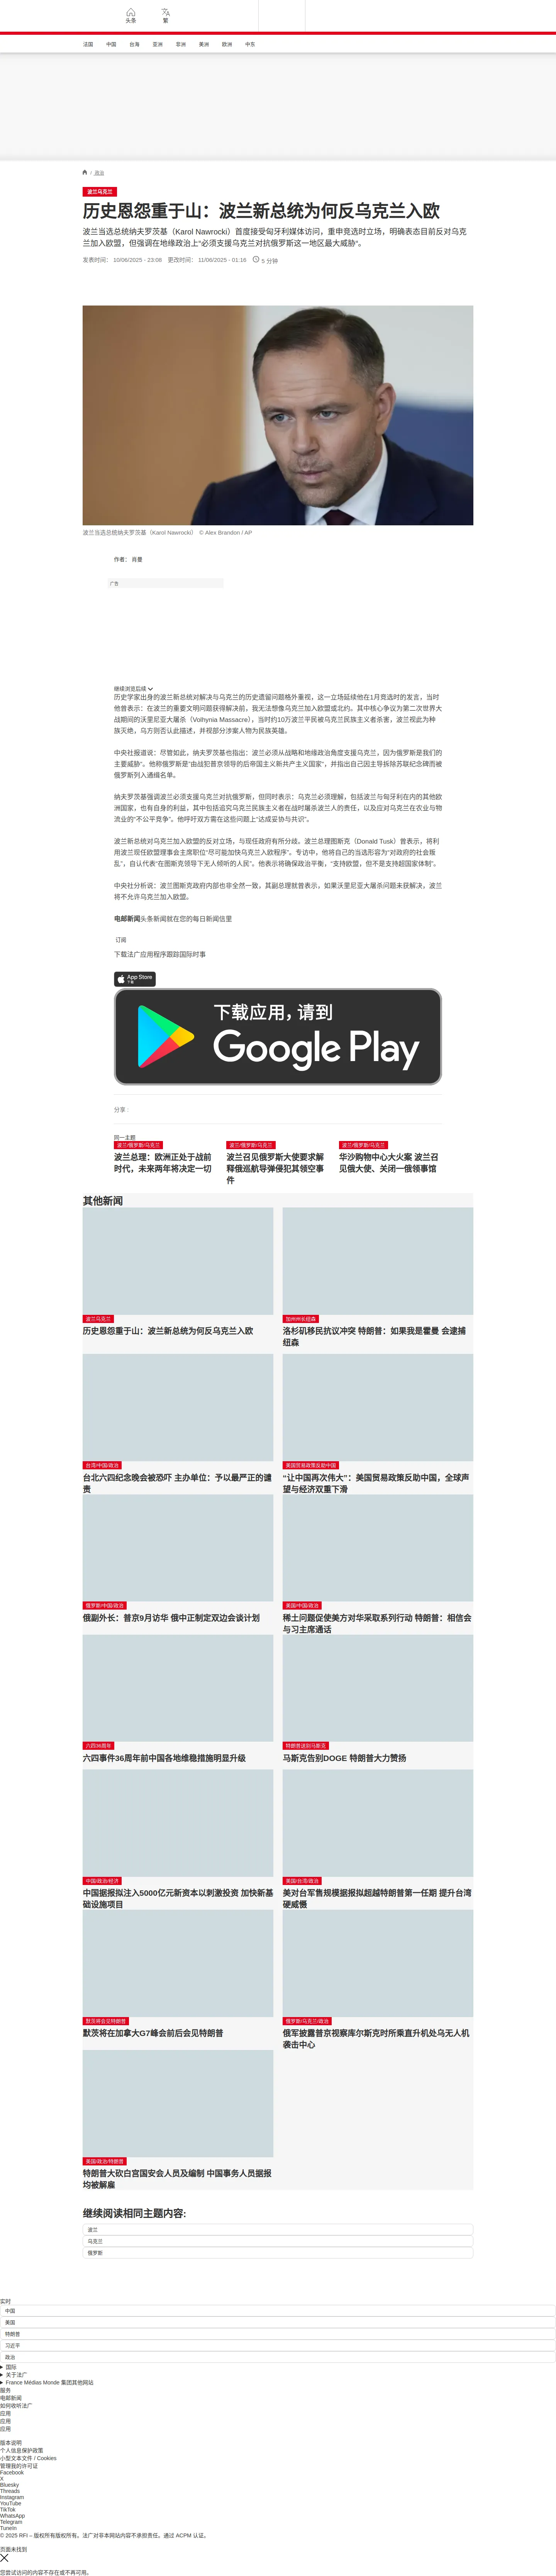 头条
繁
法国
中国
台海
亚洲
非洲
美洲
欧洲
中东
/ 政治
波兰乌克兰
历史恩怨重于山：波兰新总统为何反乌克兰入欧
波兰当选总统纳夫罗茨基（Karol Nawrocki）首度接受匈牙利媒体访问，重申竞选时立场，明确表态目前反对乌克
兰加入欧盟，但强调在地缘政治上“必须支援乌克兰对抗俄罗斯这一地区最大威胁”。
发表时间： 10/06/2025 - 23:08 更改时间： 11/06/2025 - 01:16 5 分钟
波兰当选总统纳夫罗茨基（Karol Nawrocki） © Alex Brandon / AP
作者： 肖曼
广告
继续浏览后续
历史学家出身的波兰新总统对解决与乌克兰的历史遗留问题格外重视，这一立场延续他在1月竞选时的发言，当时
他曾表示：在论重的重要文明问题获得解决前，我无法想像乌克兰加入欧盟或北约。其中核心争议为第二次世界大
战期间的沃里尼亚大屠杀（Volhynia Massacre），当时约10万波兰平民被乌克兰民族主义者杀害，波兰视此为种
族灭绝，乌方则否认此描述，并视部分涉案人物为民族英雄。
中央社报道说：尽管如此，纳夫罗茨基也指出：波兰必须从战略和地缘政治角度支援乌克兰，因为俄罗斯是我们的
主要威胁”。他称俄罗斯是“由战犯普京领导的后帝国主义新共产主义国家”，并指出自己因主导拆除苏联纪念碑而被
俄罗斯列入通缉名单。
纳夫罗茨基强调波兰必须支援乌克兰对抗俄罗斯，但同时表示：乌克兰必须理解，包括波兰与匈牙利在内的其他欧
洲国家，也有自身的利益，其中包括追究乌克兰民族主义者在战时屠杀波兰人的责任，以及应对乌克兰在农业与物
流业的“不公平竞争”。他呼吁双方需在这些问题上“达成妥协与共识”。
波兰新总统对乌克兰加入欧盟的反对立场，与现任政府有所分歧。波兰总理图斯克（Donald Tusk）曾表示，将利
用波兰现任欧盟理事会主席职位“尽可能加快乌克兰入欧程序”。专访中，他将自己的当选形容为“对政府的社会叛
乱”，自认代表“在图斯克领导下无人倾听的人民”。他表示将确保政治平衡，“支持欧盟，但不是支持超国家体制”。
中央社分析说：波兰图斯克政府内部也非全然一致，其副总理就曾表示，如果沃里尼亚大屠杀问题未获解决，波兰
将不允许乌克兰加入欧盟。
电邮新闻头条新闻就在您的每日新闻信里
订阅
下载法广应用程序跟踪国际时事
App Store
下载
下载应用，请到
Google Play
分享 :
同一主题
波兰/俄罗斯/乌克兰
波兰总理：欧洲正处于战前
时代，未来两年将决定一切
波兰/俄罗斯/乌克兰
波兰召见俄罗斯大使要求解
释俄巡航导弹侵犯其领空事
件
波兰/俄罗斯/乌克兰
华沙购物中心大火案 波兰召
见俄大使、关闭一俄领事馆
其他新闻
波兰乌克兰
历史恩怨重于山：波兰新总统为何反乌克兰入欧
加州州长纽森
洛杉矶移民抗议冲突 特朗普：如果我是霍曼 会逮捕
纽森
台湾/中国/政治
台北六四纪念晚会被恐吓 主办单位：予以最严正的谴
责
美国贸易政策反助中国
“让中国再次伟大”：美国贸易政策反助中国，全球声
望与经济双重下滑
俄罗斯/中国/政治
俄副外长：普京9月访华 俄中正制定双边会谈计划
美国/中国/政治
稀土问题促使美方对华采取系列行动 特朗普：相信会
与习主席通话
六四36周年
六四事件36周年前中国各地维稳措施明显升级
特朗普送别马斯克
马斯克告别DOGE 特朗普大力赞扬
中国/政治/经济
中国据报拟注入5000亿元新资本以刺激投资 加快新基
础设施项目
美国/台湾/政治
美对台军售规模据报拟超越特朗普第一任期 提升台湾
硬威慑
默茨将会见特朗普
默茨将在加拿大G7峰会前后会见特朗普
俄罗斯/乌克兰/政治
俄军披露普京视察库尔斯克时所乘直升机处乌无人机
袭击中心
美国/政治/特朗普
特朗普大砍白宫国安会人员及编制 中国事务人员据报
均被解雇
继续阅读相同主题内容:
波兰
乌克兰
俄罗斯
实时
中国
美国
特朗普
习近平
政治
国际
关于法广
France Médias Monde 集团其他网站
服务
电邮新闻
如何收听法广
应用
应用
应用
版本说明
个人信息保护政策
小型文本文件 / Cookies
管理我的许可证
Facebook
X
Bluesky
Threads
Instagram
YouTube
TikTok
WhatsApp
Telegram
TuneIn
© 2025 RFI – 版权所有版权所有。法广对非本网站内容不承担责任。通过 ACPM 认证。
页面未找到
您尝试访问的内容不存在或不再可用。